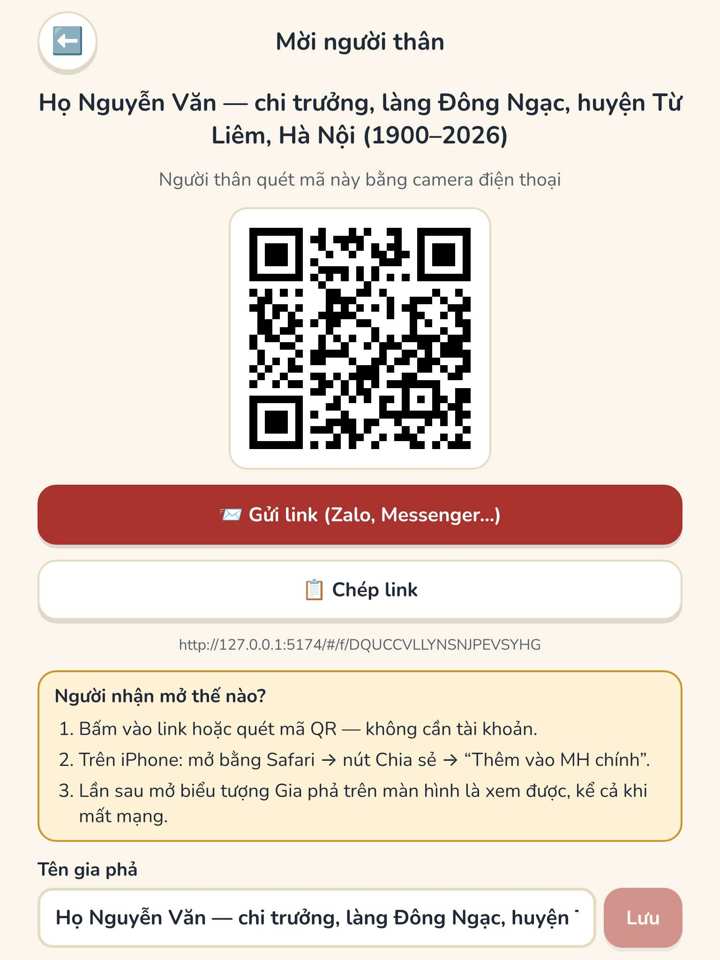 Mời người thân
Họ Nguyễn Văn — chi trưởng, làng Đông Ngạc, huyện Từ
Liêm, Hà Nội (1900–2026)
Người thân quét mã này bằng camera điện thoại
Gửi link (Zalo, Messenger...)
Chép link
http://127.0.0.1:5174/#/f/DQUCCVLLYNSNJPEVSYHG
Người nhận mở thế nào?
1. Bấm vào link hoặc quét mã QR — không cần tài khoản.
2. Trên iPhone: mở bằng Safari → nút Chia sẻ → “Thêm vào MH chính”.
3. Lần sau mở biểu tượng Gia phả trên màn hình là xem được, kể cả khi
mất mạng.
Tên gia phả
Họ Nguyễn Văn — chi trưởng, làng Đông Ngạc, huyện
Lưu